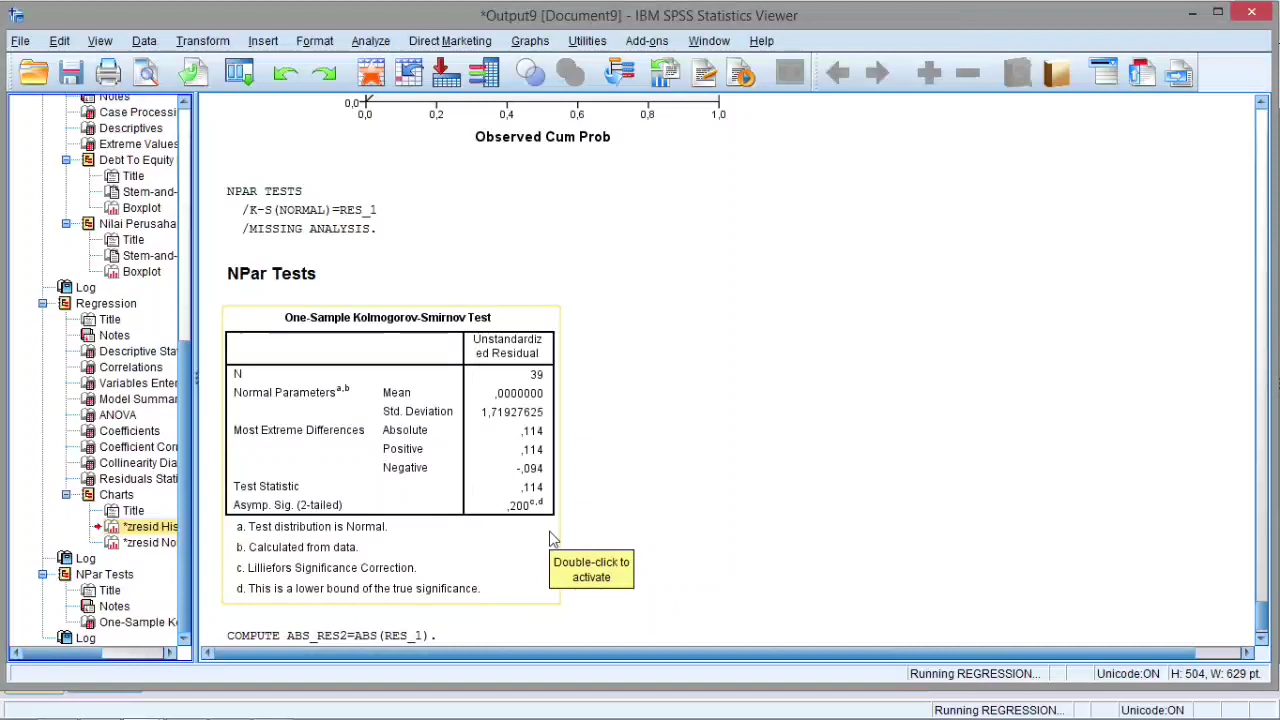 *Output9 [Document9] - IBM SPSS Statistics Viewer
File Edit View Data Transform Insert Format Analyze Direct Marketing Graphs Utilities Add-ons Window Help
Notes
Case Processi
Descriptives
Extreme Values
Debt To Equity
Title
Stem-and-
Boxplot
Nilai Perusaha
Title
Stem-and-
Boxplot
Log
Regression
Title
Notes
Descriptive Sta
Correlations
Variables Enter
Model Summar
ANOVA
Coefficients
Coefficient Corr
Collinearity Dia
Residuals Stati
Charts
Title
*zresid His
*zresid No
Log
NPar Tests
Title
Notes
One-Sample Ko
Log
0,0
0,0 0,2 0,4 0,6 0,8 1,0
Observed Cum Prob
NPAR TESTS
/K-S(NORMAL)=RES_1
/MISSING ANALYSIS.
NPar Tests
One-Sample Kolmogorov-Smirnov Test
Unstandardiz
ed Residual
N 39
Normal Parameters a,b Mean ,0000000
Std. Deviation 1,71927625
Most Extreme Differences Absolute ,114
Positive ,114
Negative -,094
Test Statistic ,114
Asymp. Sig. (2-tailed) ,200 c,d
a. Test distribution is Normal.
b. Calculated from data.
c. Lilliefors Significance Correction.
d. This is a lower bound of the true significance.
Double-click to
activate
COMPUTE ABS_RES2=ABS(RES_1).
Running REGRESSION... Unicode:ON H: 504, W: 629 pt.
Running REGRESSION... Unicode:ON